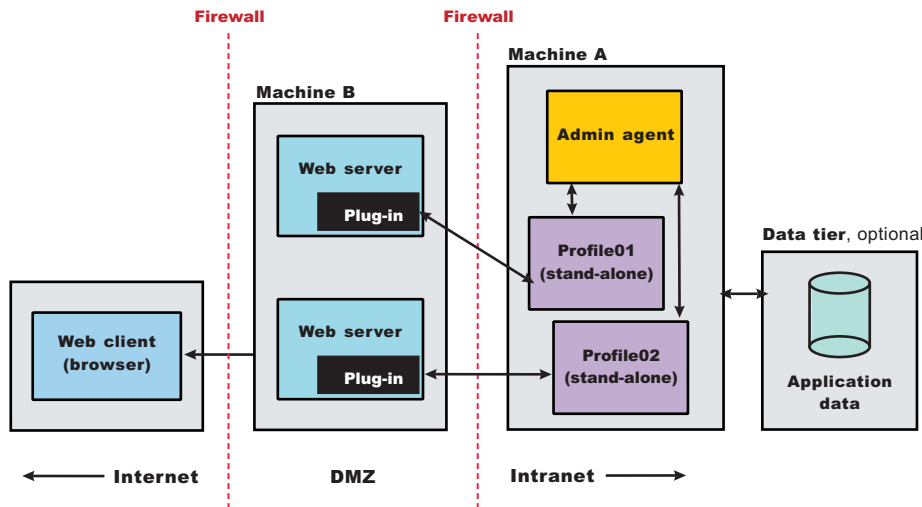 Firewall
Firewall
Machine A
Machine B
Admin agent
Web server
Plug-in
Profile01
(stand-alone)
Data tier, optional
Web client
(browser)
Web server
Plug-in
Profile02
(stand-alone)
Application
data
Internet
DMZ
Intranet